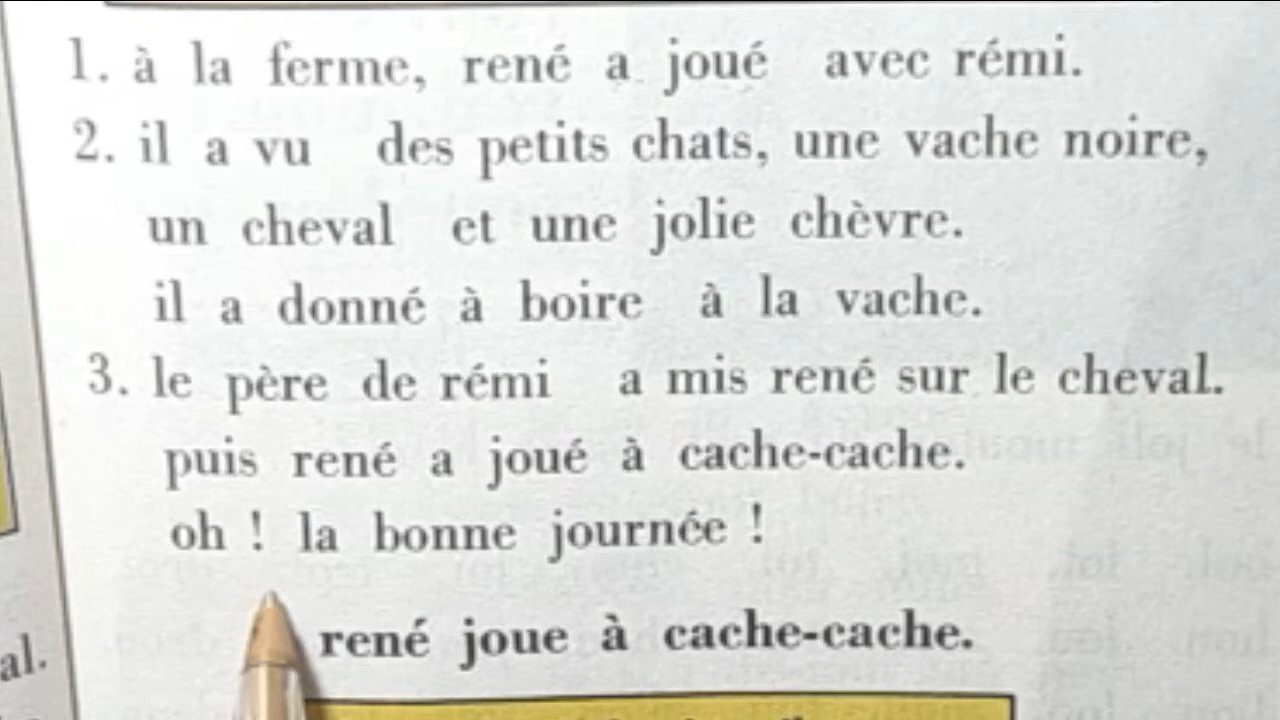 1. à la ferme, rené a joué avec rémi.
2. il a vu des petits chats, une vache noire,
un cheval et une jolie chèvre.
il a donné à boire à la vache.
3. le père de rémi a mis rené sur le cheval.
puis rené a joué à cache-cache.
oh ! la bonne journée !
al.
rené joue à cache-cache.